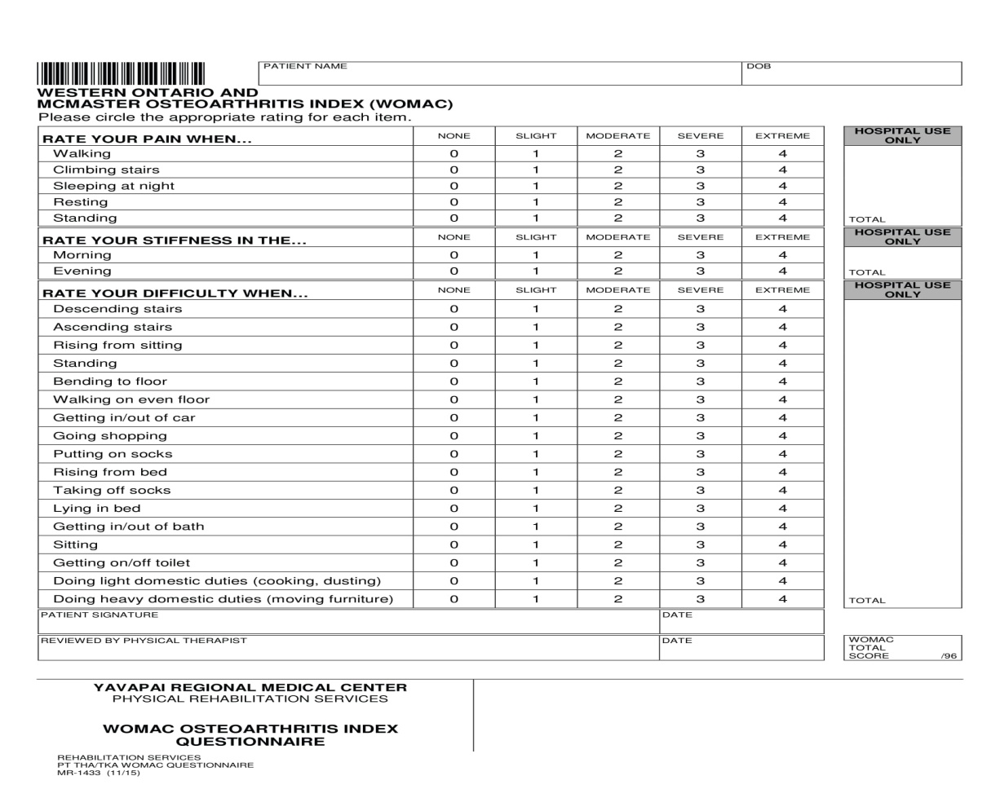 PATIENT NAME DOB
WESTERN ONTARIO AND
MCMASTER OSTEOARTHRITIS INDEX (WOMAC)
Please circle the appropriate rating for each item.
RATE YOUR PAIN WHEN... NONE SLIGHT MODERATE SEVERE EXTREME HOSPITAL USE ONLY
Walking 0 1 2 3 4
Climbing stairs 0 1 2 3 4
Sleeping at night 0 1 2 3 4
Resting 0 1 2 3 4
Standing 0 1 2 3 4 TOTAL
RATE YOUR STIFFNESS IN THE... NONE SLIGHT MODERATE SEVERE EXTREME HOSPITAL USE ONLY
Morning 0 1 2 3 4
Evening 0 1 2 3 4 TOTAL
RATE YOUR DIFFICULTY WHEN... NONE SLIGHT MODERATE SEVERE EXTREME HOSPITAL USE ONLY
Descending stairs 0 1 2 3 4
Ascending stairs 0 1 2 3 4
Rising from sitting 0 1 2 3 4
Standing 0 1 2 3 4
Bending to floor 0 1 2 3 4
Walking on even floor 0 1 2 3 4
Getting in/out of car 0 1 2 3 4
Going shopping 0 1 2 3 4
Putting on socks 0 1 2 3 4
Rising from bed 0 1 2 3 4
Taking off socks 0 1 2 3 4
Lying in bed 0 1 2 3 4
Getting in/out of bath 0 1 2 3 4
Sitting 0 1 2 3 4
Getting on/off toilet 0 1 2 3 4
Doing light domestic duties (cooking, dusting) 0 1 2 3 4
Doing heavy domestic duties (moving furniture) 0 1 2 3 4 TOTAL
PATIENT SIGNATURE DATE
REVIEWED BY PHYSICAL THERAPIST DATE
WOMAC
TOTAL
SCORE /96
YAVAPAI REGIONAL MEDICAL CENTER
PHYSICAL REHABILITATION SERVICES
WOMAC OSTEOARTHRITIS INDEX
QUESTIONNAIRE
REHABILITATION SERVICES
PT THA/TKA WOMAC QUESTIONNAIRE
MR-1433 (11/15)